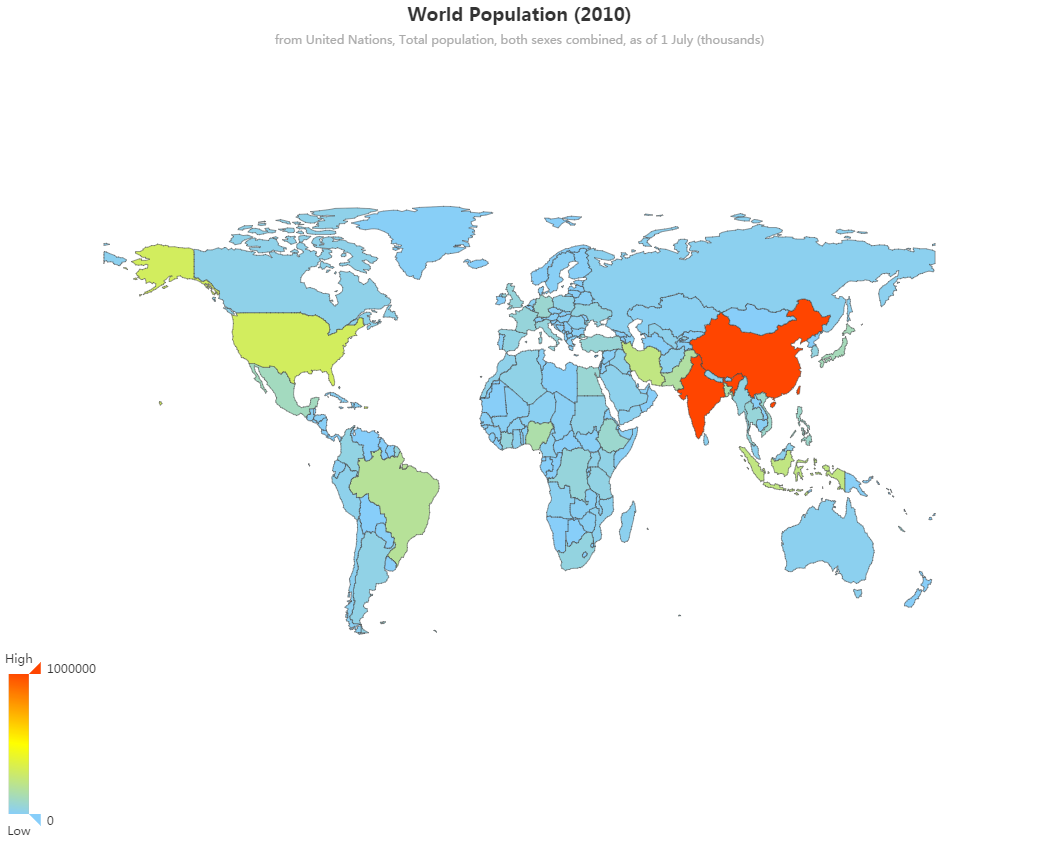 World Population (2010)
from United Nations, Total population, both sexes combined, as of 1 July (thousands)
High
1000000
0
Low